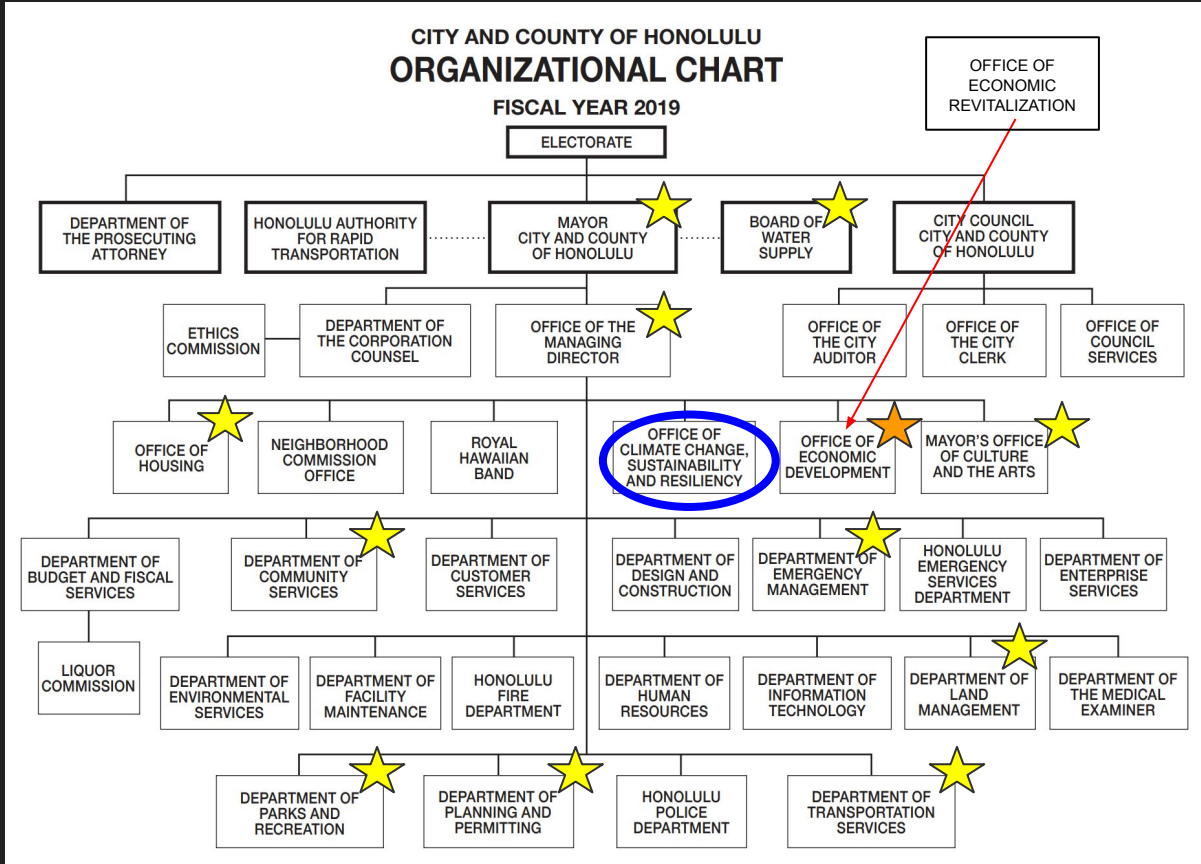 CITY AND COUNTY OF HONOLULU
ORGANIZATIONAL CHART
FISCAL YEAR 2019
OFFICE OF
ECONOMIC
REVITALIZATION
ELECTORATE
DEPARTMENT OF
THE PROSECUTING
ATTORNEY
HONOLULU AUTHORITY
FOR RAPID
TRANSPORTATION
MAYOR
CITY AND COUNTY
OF HONOLULU
BOARD OF
WATER
SUPPLY
CITY COUNCIL
CITY AND COUNTY
OF HONOLULU
ETHICS
COMMISSION
DEPARTMENT OF
THE CORPORATION
COUNSEL
OFFICE OF THE
MANAGING
DIRECTOR
OFFICE OF
THE CITY
AUDITOR
OFFICE OF
THE CITY
CLERK
OFFICE OF
COUNCIL
SERVICES
OFFICE OF
HOUSING
NEIGHBORHOOD
COMMISSION
OFFICE
ROYAL
HAWAIIAN
BAND
OFFICE OF
CLIMATE CHANGE,
SUSTAINABILITY
AND RESILIENCY
OFFICE OF
ECONOMIC
DEVELOPMENT
MAYOR'S OFFICE
OF CULTURE
AND THE ARTS
DEPARTMENT OF
BUDGET AND FISCAL
SERVICES
DEPARTMENT OF
COMMUNITY
SERVICES
DEPARTMENT OF
CUSTOMER
SERVICES
DEPARTMENT OF
DESIGN AND
CONSTRUCTION
DEPARTMENT OF
EMERGENCY
MANAGEMENT
HONOLULU
EMERGENCY
SERVICES
DEPARTMENT
DEPARTMENT OF
ENTERPRISE
SERVICES
LIQUOR
COMMISSION
DEPARTMENT OF
ENVIRONMENTAL
SERVICES
DEPARTMENT OF
FACILITY
MAINTENANCE
HONOLULU
FIRE
DEPARTMENT
DEPARTMENT OF
HUMAN
RESOURCES
DEPARTMENT OF
INFORMATION
TECHNOLOGY
DEPARTMENT OF
LAND
MANAGEMENT
DEPARTMENT OF
THE MEDICAL
EXAMINER
DEPARTMENT OF
PARKS AND
RECREATION
DEPARTMENT OF
PLANNING AND
PERMITTING
HONOLULU
POLICE
DEPARTMENT
DEPARTMENT OF
TRANSPORTATION
SERVICES